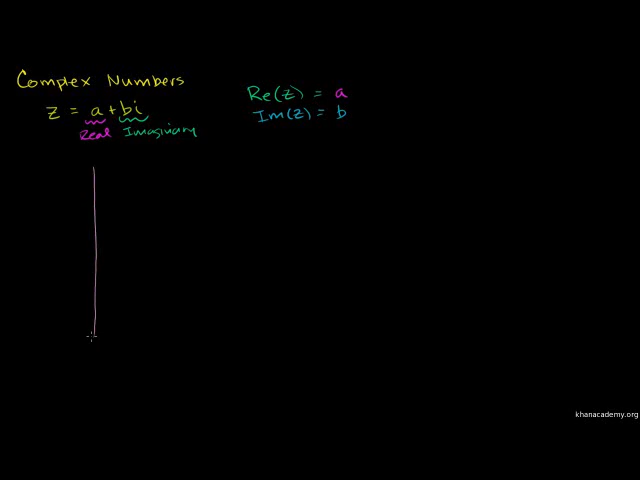 Complex Numbers
z = a + bi
Real Imaginary
Re(z) = a
Im(z) = b
khanacademy.org